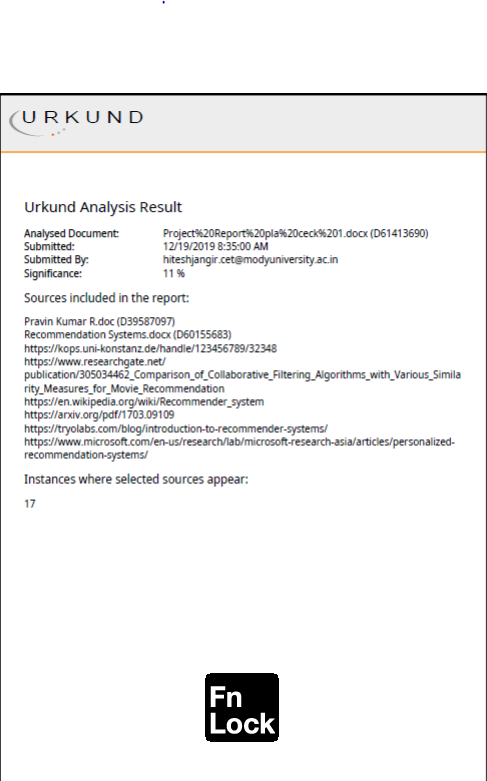 URKUND
Urkund Analysis Result
Analysed Document: Project%20Report%20pla%20ceck%201.docx (D61413690)
Submitted: 12/19/2019 8:35:00 AM
Submitted By: hiteshjangir.cet@modyuniversity.ac.in
Significance: 11 %
Sources included in the report:
Pravin Kumar R.doc (D39587097)
Recommendation Systems.docx (D60155683)
https://kops.uni-konstanz.de/handle/123456789/32348
https://www.researchgate.net/
publication/305034462_Comparison_of_Collaborative_Filtering_Algorithms_with_Various_Simila
rity_Measures_for_Movie_Recommendation
https://en.wikipedia.org/wiki/Recommender_system
https://arxiv.org/pdf/1703.09109
https://tryolabs.com/blog/introduction-to-recommender-systems/
https://www.microsoft.com/en-us/research/lab/microsoft-research-asia/articles/personalized-
recommendation-systems/
Instances where selected sources appear:
17
Fn
Lock